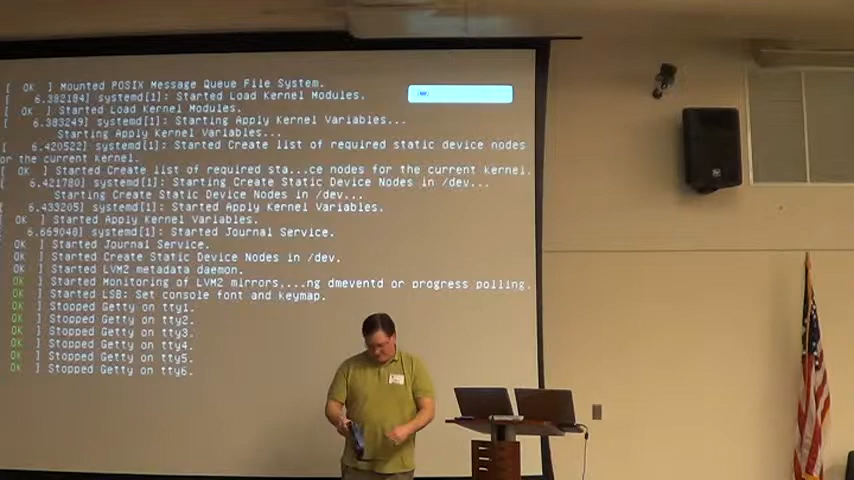 [  OK  ] Mounted POSIX Message Queue File System.
[    6.382184] systemd[1]: Started Load Kernel Modules.
[  OK  ] Started Load Kernel Modules.
[    6.383249] systemd[1]: Starting Apply Kernel Variables...
         Starting Apply Kernel Variables...
[    6.420522] systemd[1]: Started Create list of required static device nodes
or the current kernel.
[  OK  ] Started Create list of required sta...ce nodes for the current kernel.
[    6.421780] systemd[1]: Starting Create Static Device Nodes in /dev...
         Starting Create Static Device Nodes in /dev...
[    6.433205] systemd[1]: Started Apply Kernel Variables.
[  OK  ] Started Apply Kernel Variables.
[    6.669048] systemd[1]: Started Journal Service.
OK  ] Started Journal Service.
OK  ] Started Create Static Device Nodes in /dev.
OK  ] Started LVM2 metadata daemon.
OK  ] Started Monitoring of LVM2 mirrors,...ng dmeventd or progress polling.
OK  ] Started LSB: Set console font and keymap.
OK  ] Stopped Getty on tty1.
OK  ] Stopped Getty on tty2.
OK  ] Stopped Getty on tty3.
OK  ] Stopped Getty on tty4.
OK  ] Stopped Getty on tty5.
OK  ] Stopped Getty on tty6.